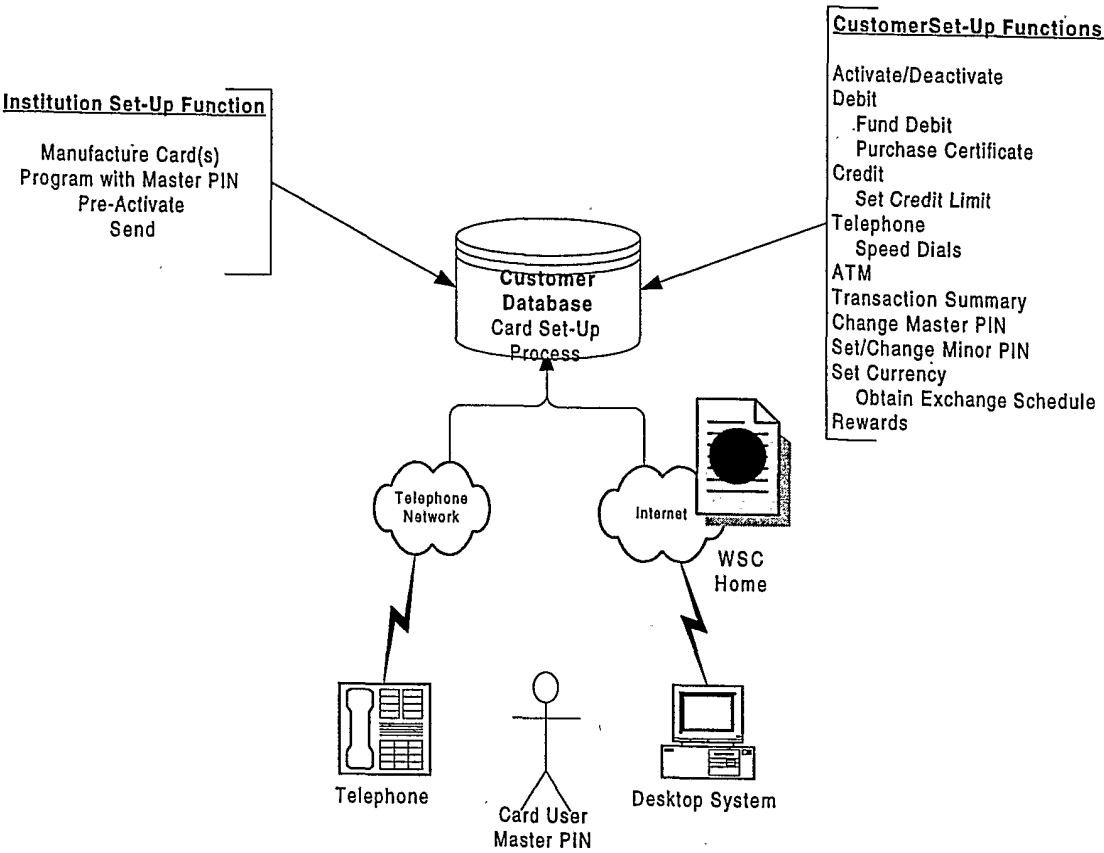 CustomerSet-Up Functions
Activate/Deactivate
Debit
Fund Debit
Purchase Certificate
Credit
Set Credit Limit
Telephone
Speed Dials
ATM
Transaction Summary
Change Master PIN
Set/Change Minor PIN
Set Currency
Obtain Exchange Schedule
Rewards
Institution Set-Up Function
Manufacture Card(s)
Program with Master PIN
Pre-Activate
Send
Customer
Database
Card Set-Up
Process
Telephone
Network
Internet
WSC
Home
Telephone
Card User
Master PIN
Desktop System